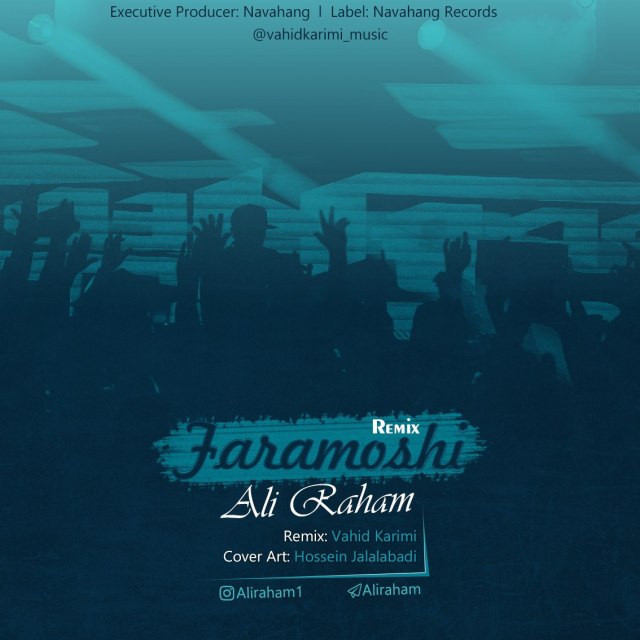 Executive Producer: Navahang | Label: Navahang Records
@vahidkarimi_music
Remix
Faramoshi
Ali Raham
Remix: Vahid Karimi
Cover Art: Hossein Jalalabadi
Aliraham1 Aliraham